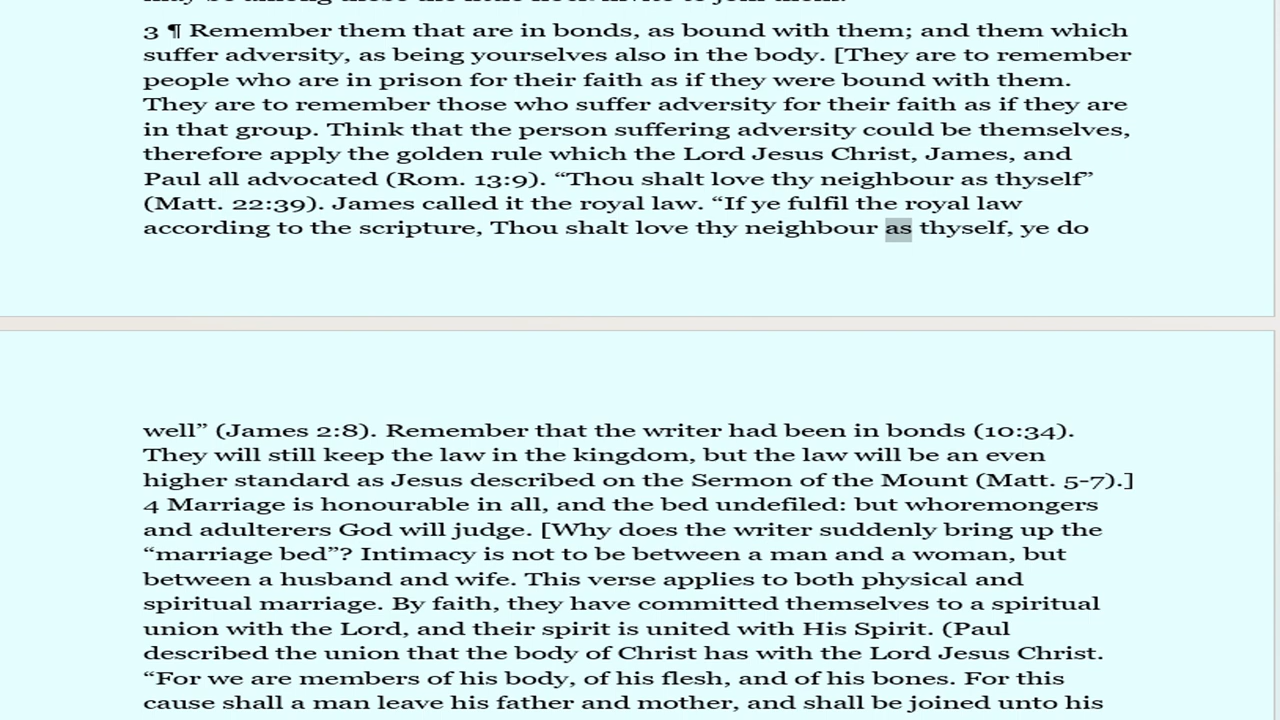 3 ¶ Remember them that are in bonds, as bound with them; and them which
suffer adversity, as being yourselves also in the body. [They are to remember
people who are in prison for their faith as if they were bound with them.
They are to remember those who suffer adversity for their faith as if they are
in that group. Think that the person suffering adversity could be themselves,
therefore apply the golden rule which the Lord Jesus Christ, James, and
Paul all advocated (Rom. 13:9). “Thou shalt love thy neighbour as thyself”
(Matt. 22:39). James called it the royal law. “If ye fulfil the royal law
according to the scripture, Thou shalt love thy neighbour as thyself, ye do
well” (James 2:8). Remember that the writer had been in bonds (10:34).
They will still keep the law in the kingdom, but the law will be an even
higher standard as Jesus described on the Sermon of the Mount (Matt. 5-7).]
4 Marriage is honourable in all, and the bed undefiled: but whoremongers
and adulterers God will judge. [Why does the writer suddenly bring up the
“marriage bed”? Intimacy is not to be between a man and a woman, but
between a husband and wife. This verse applies to both physical and
spiritual marriage. By faith, they have committed themselves to a spiritual
union with the Lord, and their spirit is united with His Spirit. (Paul
described the union that the body of Christ has with the Lord Jesus Christ.
“For we are members of his body, of his flesh, and of his bones. For this
cause shall a man leave his father and mother, and shall be joined unto his